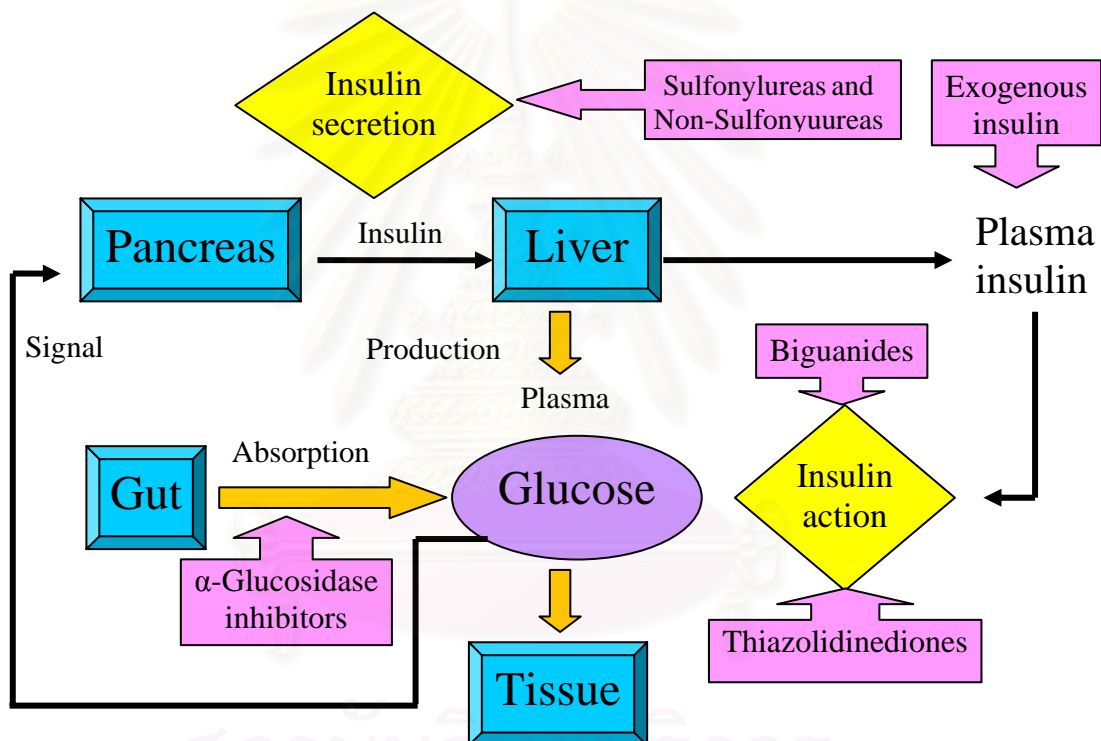 Insulin
secretion
Sulfonylureas and
Non-Sulfonyuureas
Exogenous
insulin
Pancreas
Insulin
Liver
Plasma
insulin
Signal
Production
Biguanides
Plasma
Absorption
Gut
Glucose
Insulin
action
α-Glucosidase
inhibitors
Thiazolidinediones
Tissue